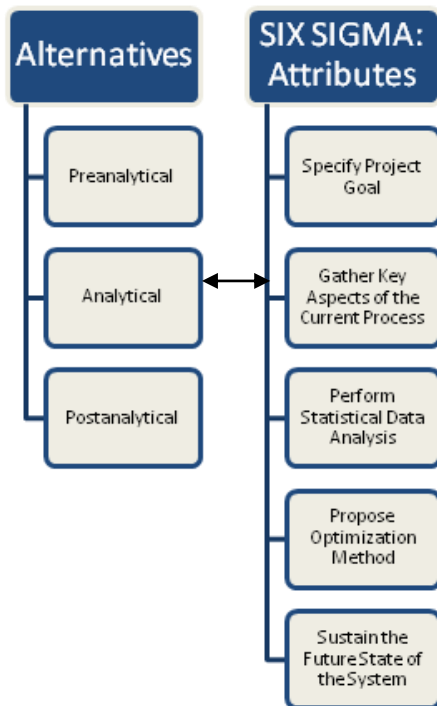 Alternatives
Preanalytical
Analytical
Postanalytical
SIX SIGMA:
Attributes
Specify Project
Goal
Gather Key
Aspects of the
Current Process
Perform
Statistical Data
Analysis
Propose
Optimization
Method
Sustain the
Future State of
the System